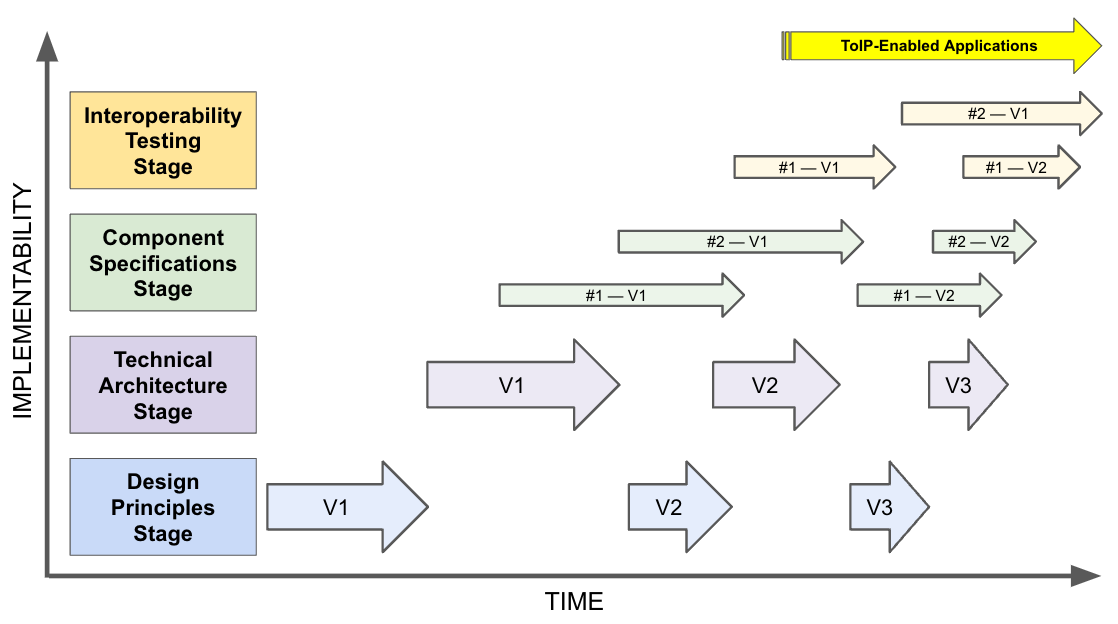 ToIP-Enabled Applications
IMPLEMENTABILITY
Interoperability
Testing
Stage
#2 — V1
#1 — V1
#1 — V2
Component
Specifications
Stage
#2 — V1
#2 — V2
#1 — V1
#1 — V2
Technical
Architecture
Stage
V1
V2
V3
Design
Principles
Stage
V1
V2
V3
TIME